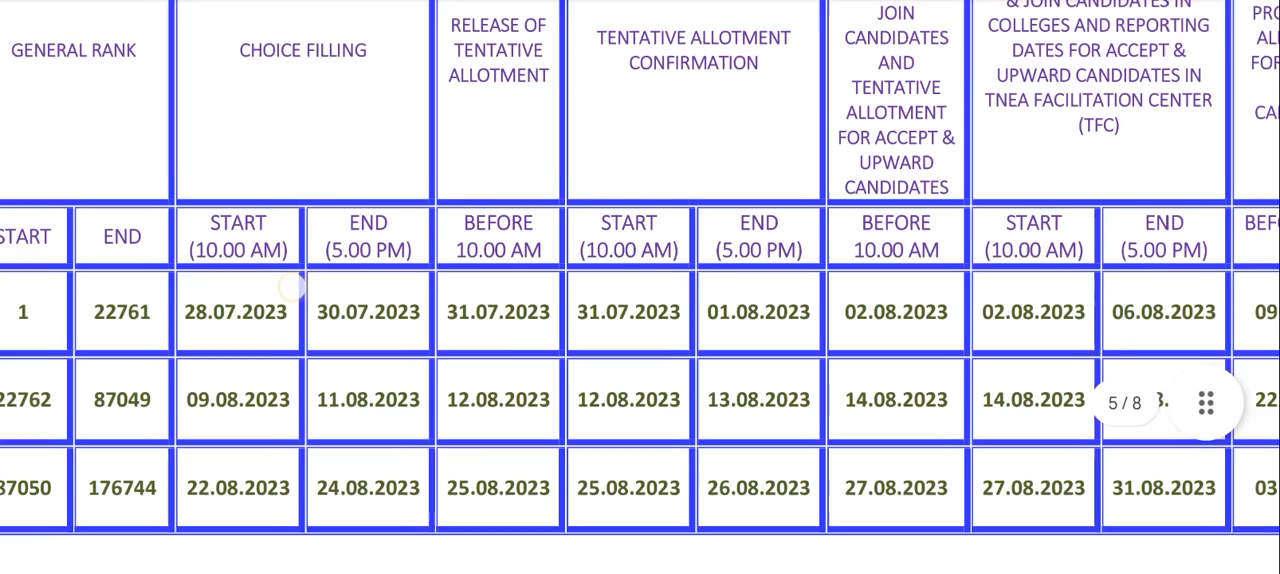 GENERAL RANK
CHOICE FILLING
RELEASE OF
TENTATIVE
ALLOTMENT
TENTATIVE ALLOTMENT
CONFIRMATION
JOIN
CANDIDATES
AND
TENTATIVE
ALLOTMENT
FOR ACCEPT &
UPWARD
CANDIDATES
& JOIN CANDIDATES IN
COLLEGES AND REPORTING
DATES FOR ACCEPT &
UPWARD CANDIDATES IN
TNEA FACILITATION CENTER
(TFC)
START
END
START
(10.00 AM)
END
(5.00 PM)
BEFORE
10.00 AM
START
(10.00 AM)
END
(5.00 PM)
BEFORE
10.00 AM
START
(10.00 AM)
END
(5.00 PM)
1 22761 28.07.2023 30.07.2023 31.07.2023 31.07.2023 01.08.2023 02.08.2023 02.08.2023 06.08.2023 09
22762 87049 09.08.2023 11.08.2023 12.08.2023 12.08.2023 13.08.2023 14.08.2023 14.08.2023 22
5 / 8
87050 176744 22.08.2023 24.08.2023 25.08.2023 25.08.2023 26.08.2023 27.08.2023 27.08.2023 31.08.2023 03